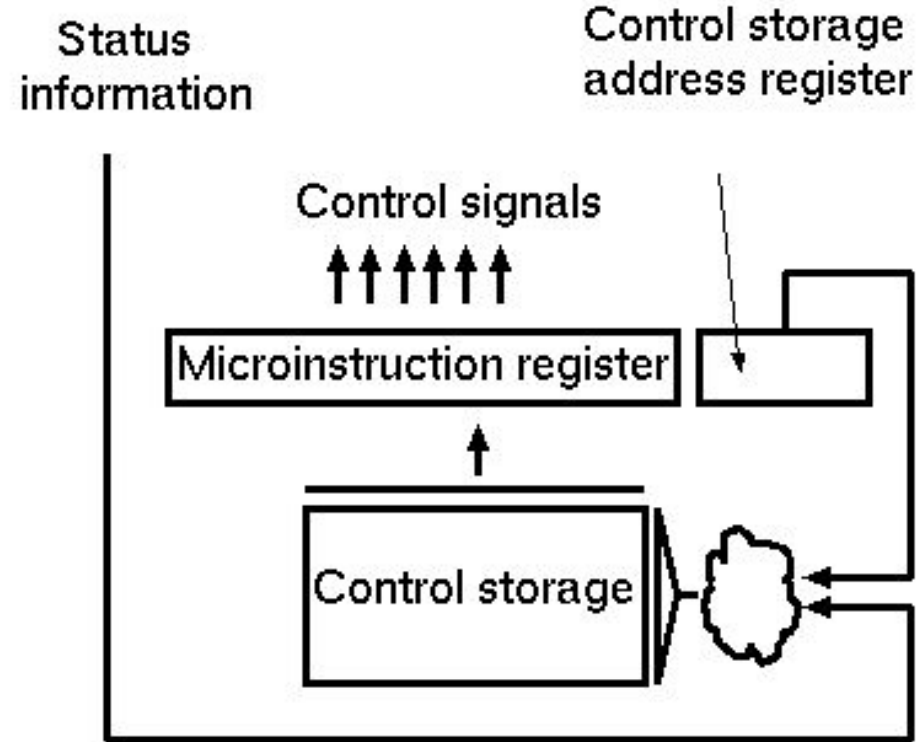 Status
information
Control storage
address register
Control signals
Microinstruction register
Control storage